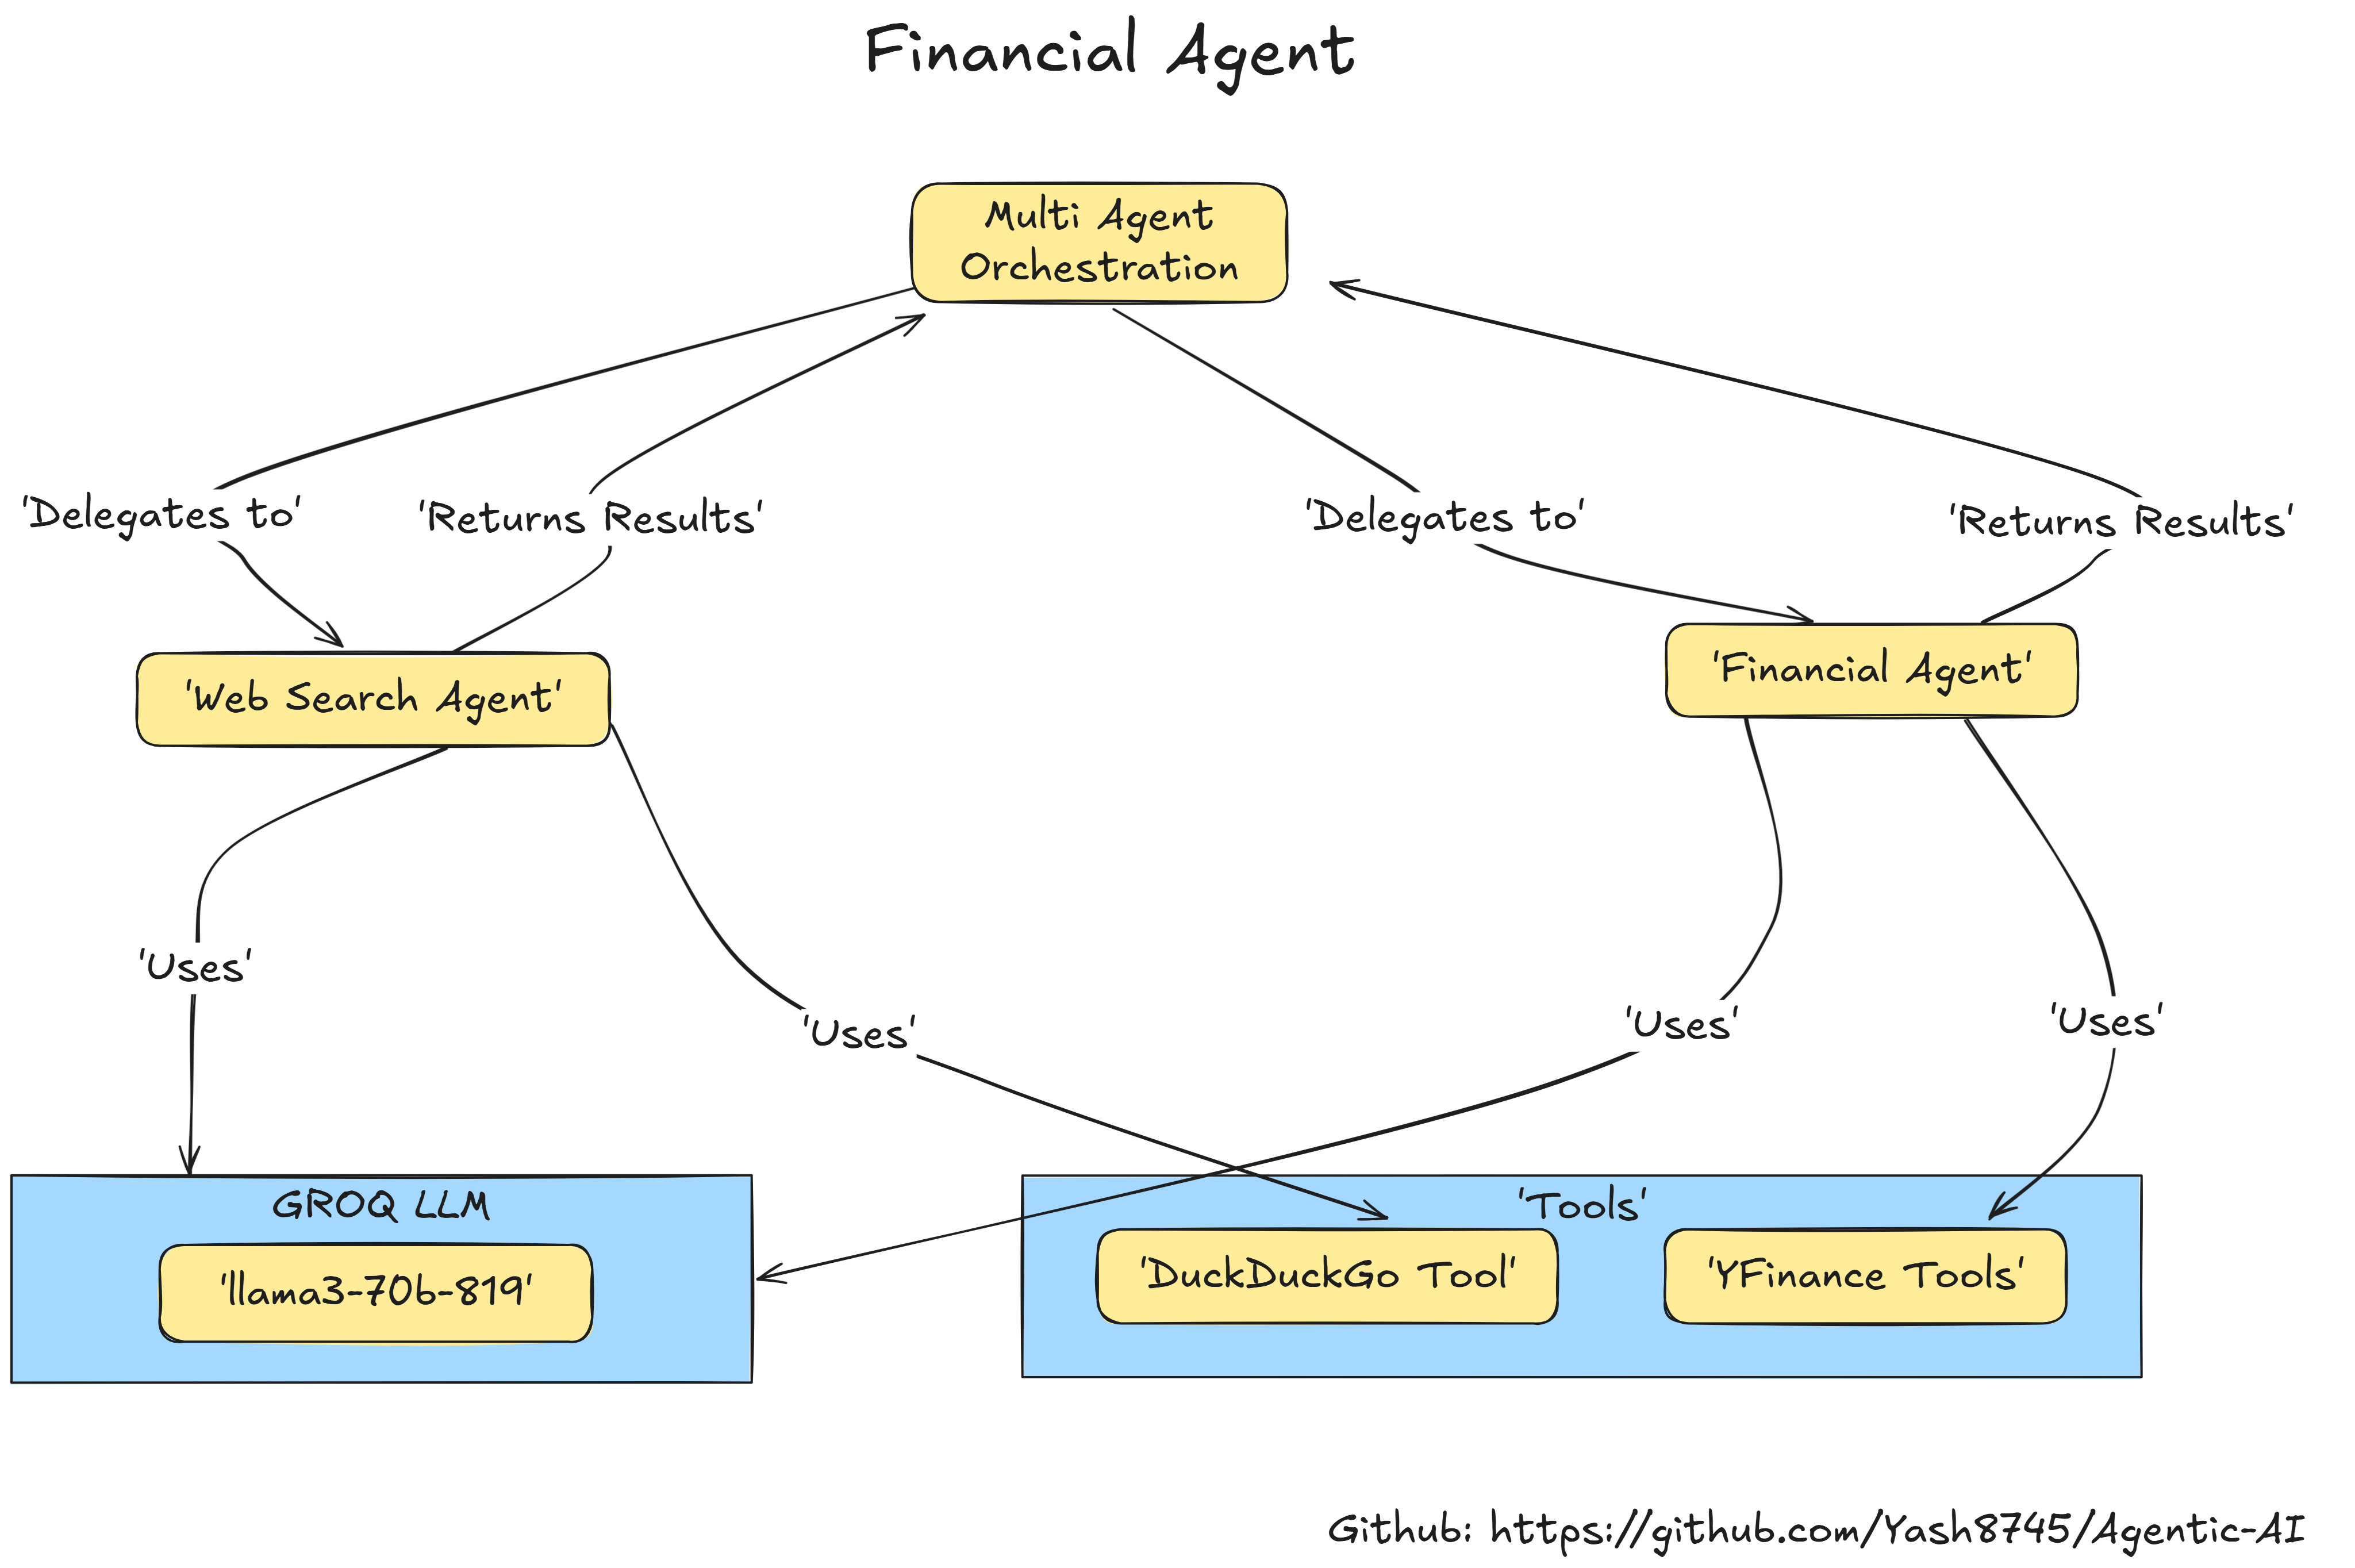 Financial Agent
Multi Agent
Orchestration
'Delegates to'
'Returns Results'
'Delegates to'
'Returns Results'
'Web Search Agent'
'Financial Agent'
'Uses'
'Uses'
'Uses'
'Uses'
GROQ LLM
'llama3-70b-819'
'Tools'
'DuckDuckGo Tool'
'YFinance Tools'
Github: https://github.com/Yash8745/Agentic-AI